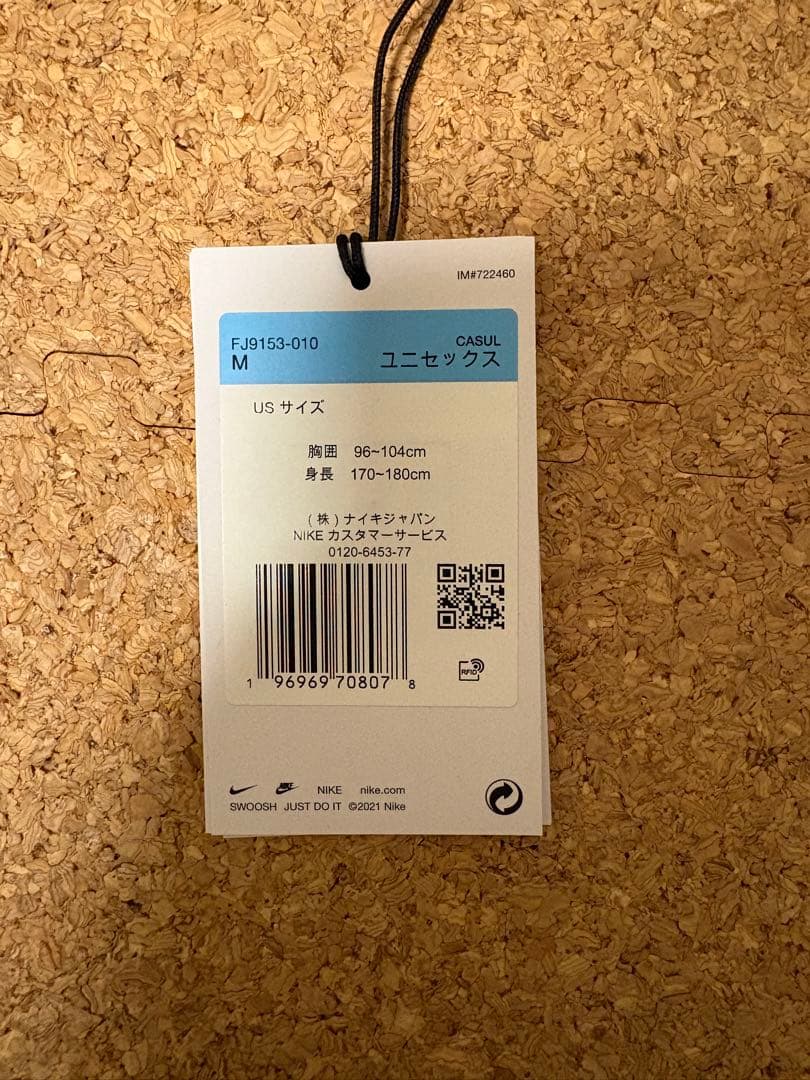 IM#722460
FJ9153-010 CASUL
M ユニセックス
US サイズ
胸囲 96~104cm
身長 170~180cm
(株)ナイキジャパン
NIKE カスタマーサービス
0120-6453-77
1 96969 70807 8
RFID
NIKE nike.com
SWOOSH JUST DO IT ©2021 Nike